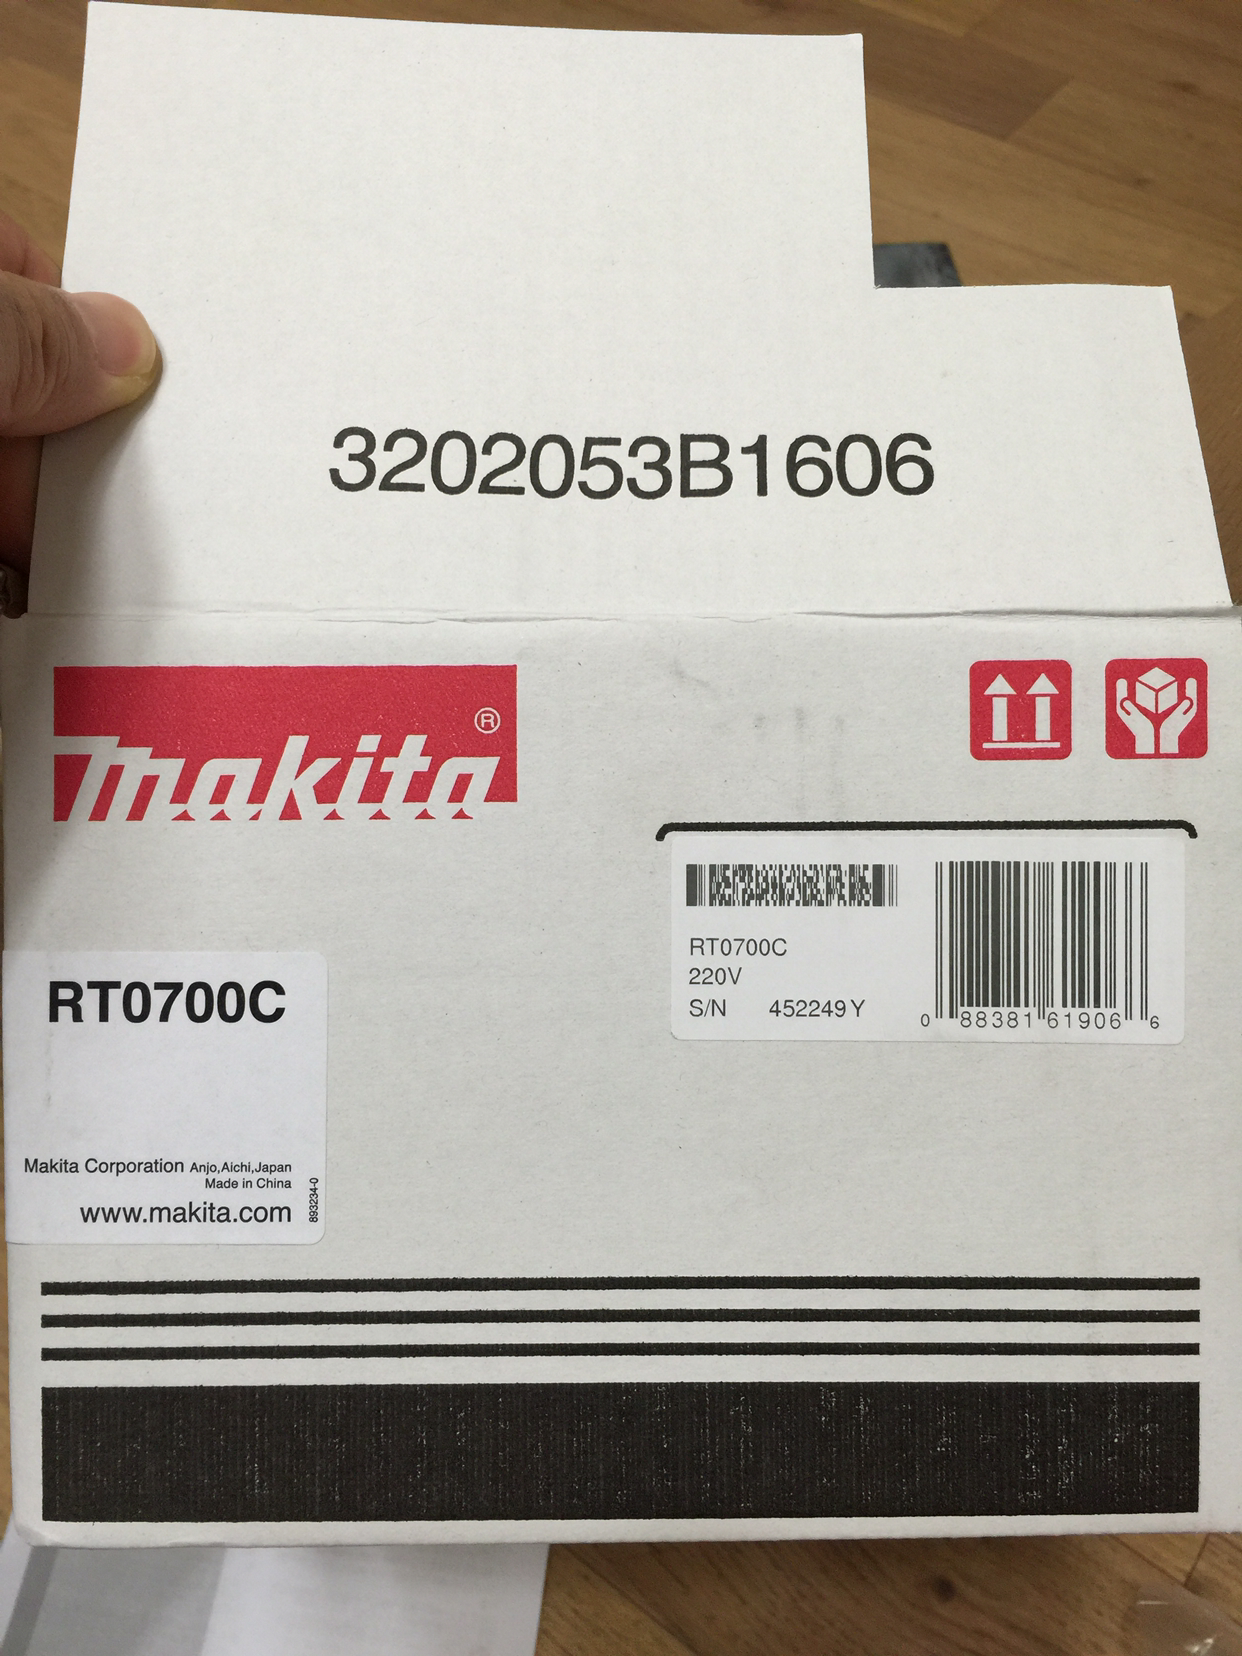 3202053B1606
makita®
RT0700C
220V
S/N 452249Y
0 88381 61906 6
RT0700C
Makita Corporation Anjo,Aichi,Japan
Made in China
www.makita.com
893234-0